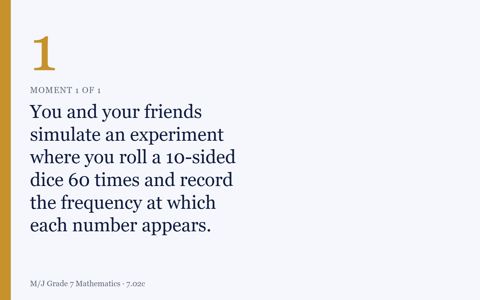 1
MOMENT 1 OF 1
You and your friends
simulate an experiment
where you roll a 10-sided
dice 60 times and record
the frequency at which
each number appears.
M/J Grade 7 Mathematics · 7.02c